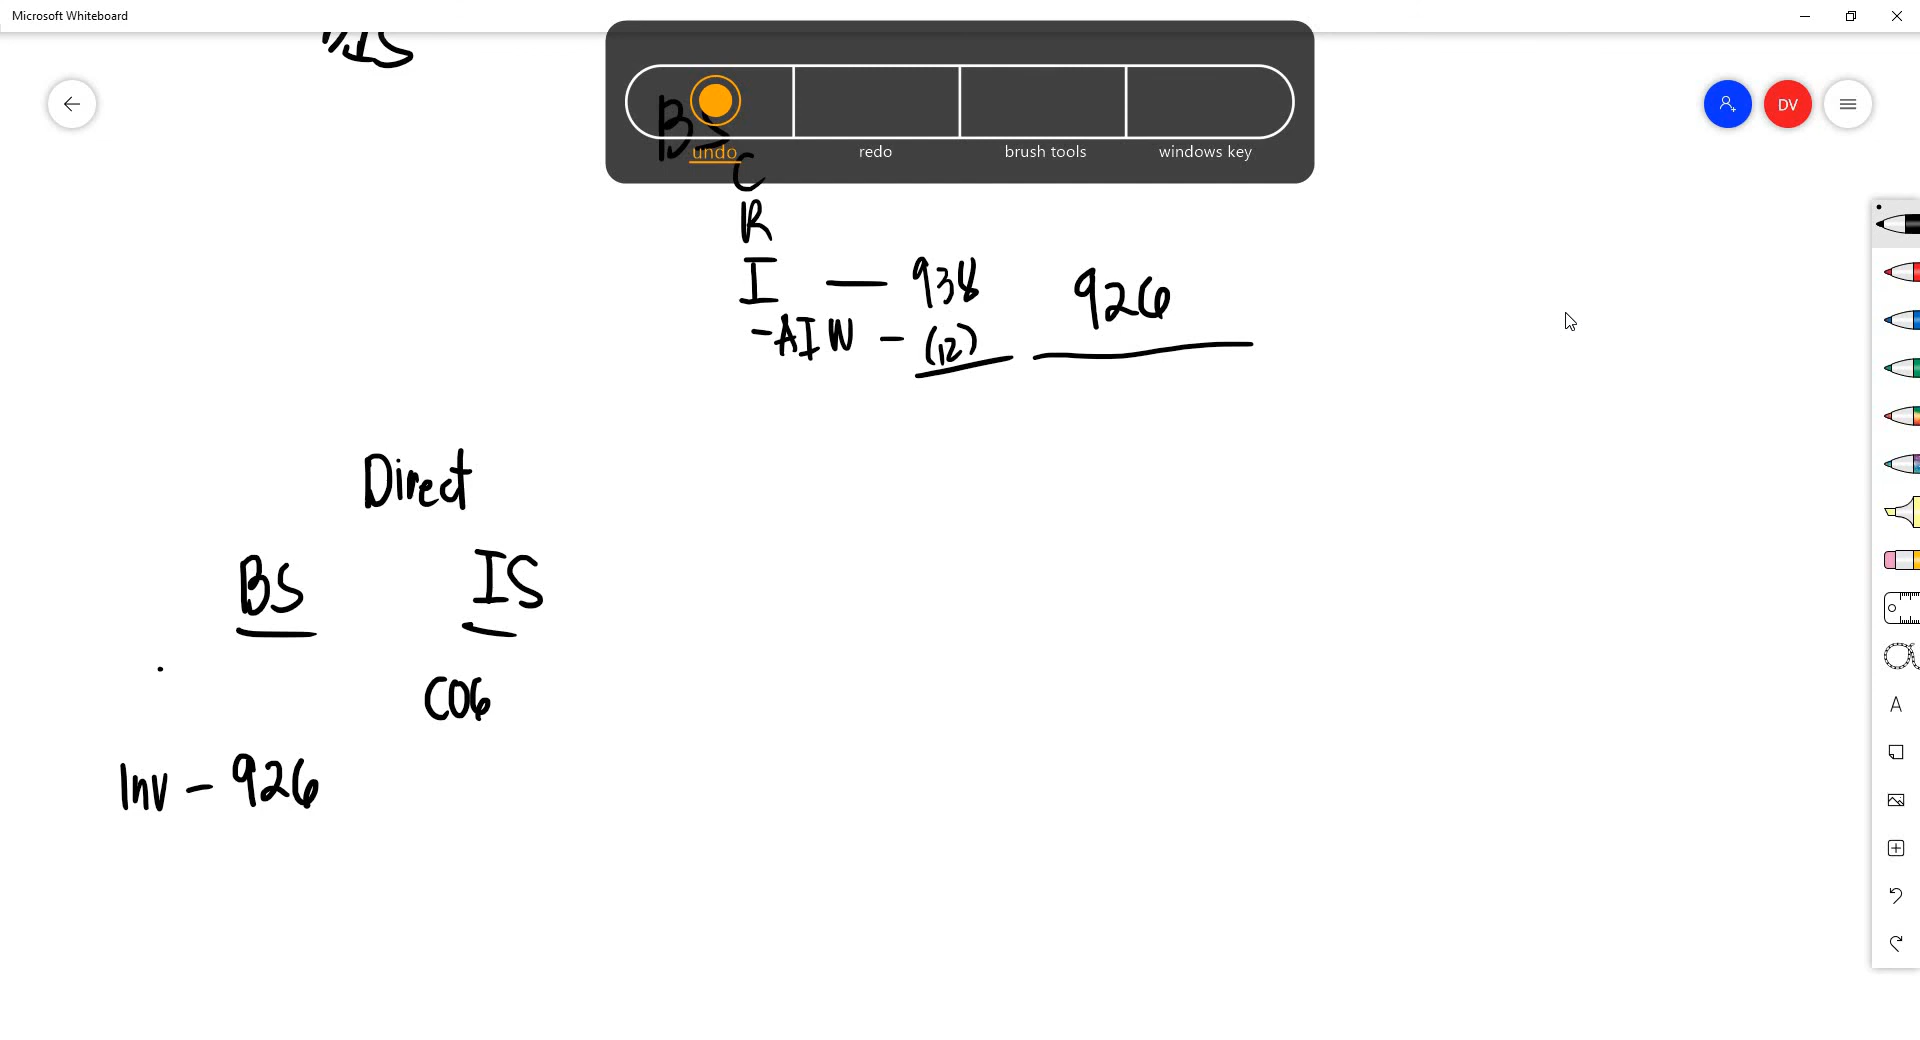 Microsoft Whiteboard
BS
undo
redo
brush tools
windows key
DV
C
R
I — 938
926
-AIW - (12)
Direct
BS
IS
COG
Inv - 926
A